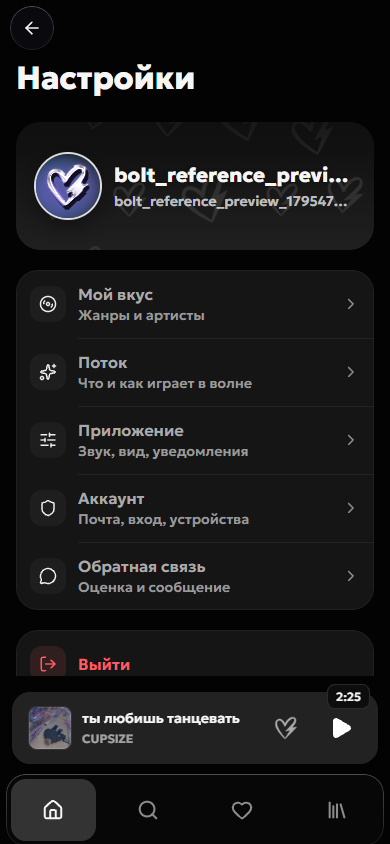 Настройки
bolt_reference_previ...
bolt_reference_preview_179547...
Мой вкус
Жанры и артисты
Поток
Что и как играет в волне
Приложение
Звук, вид, уведомления
Аккаунт
Почта, вход, устройства
Обратная связь
Оценка и сообщение
Выйти
2:25
ты любишь танцевать
CUPSIZE